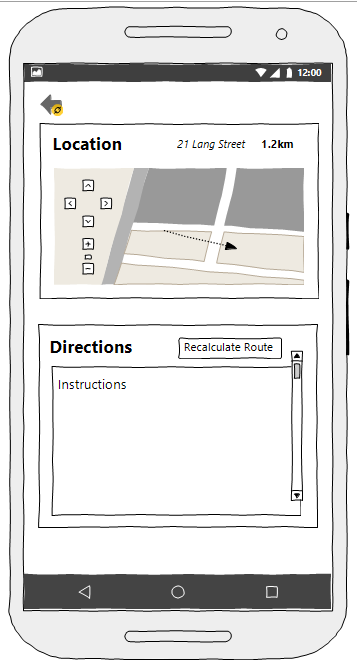 12:00
Location 21 Lang Street 1.2km
Directions Recalculate Route
Instructions